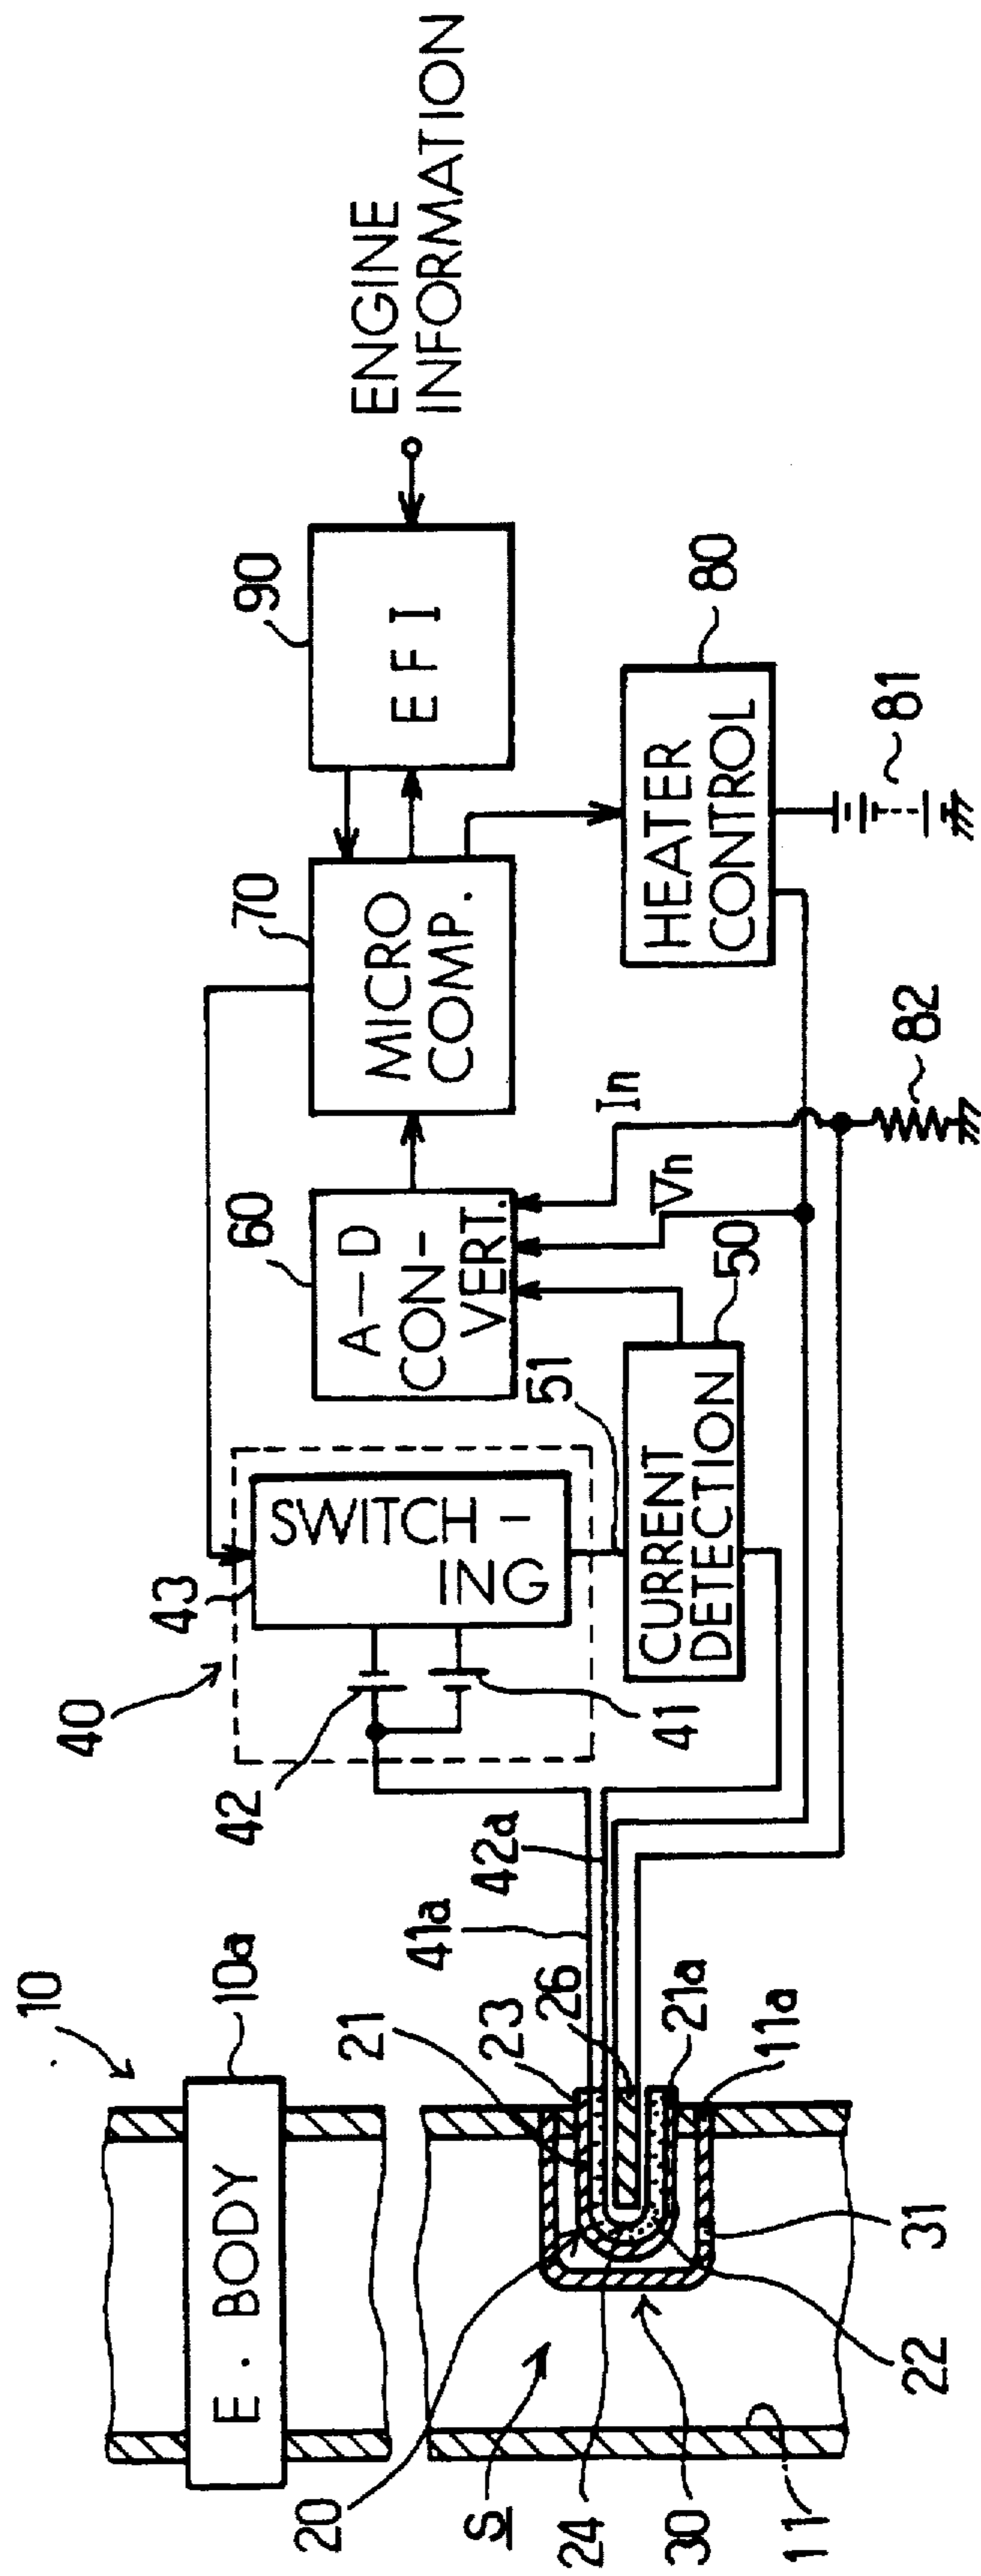 10
10a
E. BODY
40
43
42
41
SWITCH-
ING
60
A-D
CON-
VERT.
70
MICRO
COMP.
90
E F I
ENGINE
INFORMATION
51
CURRENT
DETECTION
50
Vn
In
HEATER
CONTROL
80
81
82
41a
42a
21
23
26
21a
11a
20
S
24
30
11
22
31